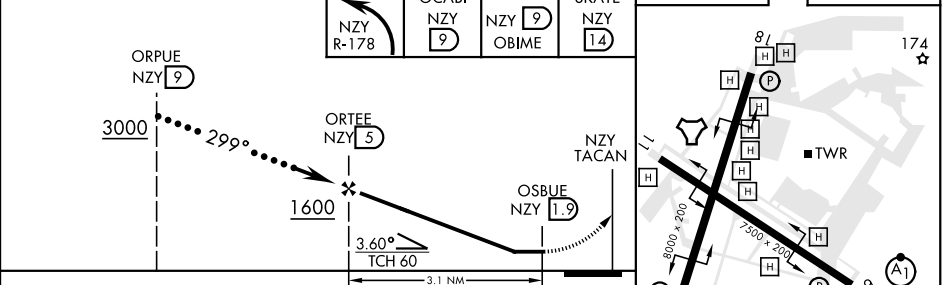 NZY
R-178
NZY
9
NZY 9
OBIME
NZY
14
ORPUE
NZY 9
3000
299°
ORTEE
NZY 5
1600
3.60°
TCH 60
3.1 NM
OSBUE
NZY 1.9
NZY
TACAN
18
H
H
174
H
P
H
H
H
TWR
11
H
H
H
8000 x 200
7500 x 200
H
H
A1